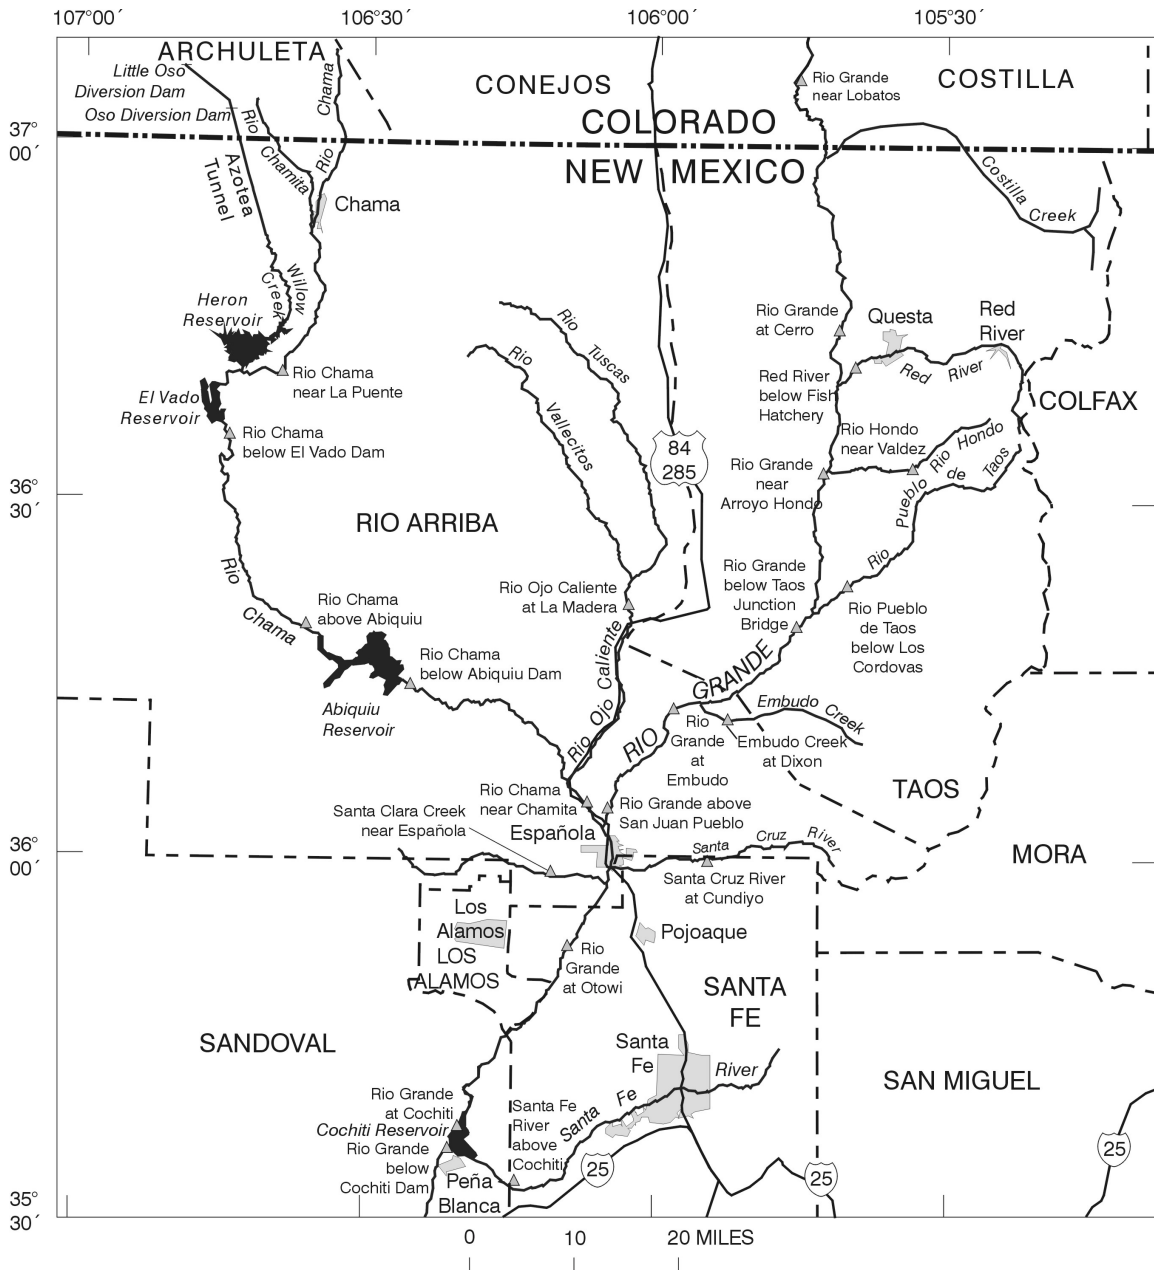 107°00´
106°30´
106°00´
105°30´
ARCHULETA
Little Oso
Diversion Dam
Oso Diversion Dam
Chama
CONEJOS
Rio Grande
near Lobatos
COSTILLA
COLORADO
37°
00´
NEW MEXICO
Rio
Chamita
Rio
Azotea
Tunnel
Chama
Costilla
Creek
Willow
Creek
Heron
Reservoir
Rio
Tuscas
Rio
Vallecitos
Rio Grande
at Cerro
Questa
Red
River
Red
River
Rio Chama
near La Puente
El Vado
Reservoir
Red River
below Fish
Hatchery
COLFAX
Rio Chama
below El Vado Dam
84
285
Rio Hondo
near Valdez
Rio Hondo
Rio Grande
near
Arroyo Hondo
Rio
Pueblo
de
Taos
36°
30´
RIO ARRIBA
Rio
Chama
Rio Chama
above Abiquiu
Rio Ojo Caliente
at La Madera
Rio Grande
below Taos
Junction
Bridge
Rio Pueblo
de Taos
below Los
Cordovas
Rio Chama
below Abiquiu Dam
Abiquiu
Reservoir
Rio Ojo Caliente
RIO GRANDE
Embudo Creek
Rio
Grande
at
Embudo
Embudo Creek
at Dixon
TAOS
Rio Chama
near Chamita
Rio Grande above
San Juan Pueblo
Santa Clara Creek
near Española
Española
Santa Cruz River
36°
00´
MORA
Santa Cruz River
at Cundiyo
Los
Alamos
LOS
ALAMOS
Pojoaque
Rio
Grande
at Otowi
SANTA
FE
SANDOVAL
Santa
Fe
Santa Fe River
SAN MIGUEL
Rio Grande
at Cochiti
Cochiti Reservoir
Rio Grande
below
Cochiti Dam
Santa Fe
River
above
Cochiti
25
25
25
Peña
Blanca
35°
30´
0 10 20 MILES